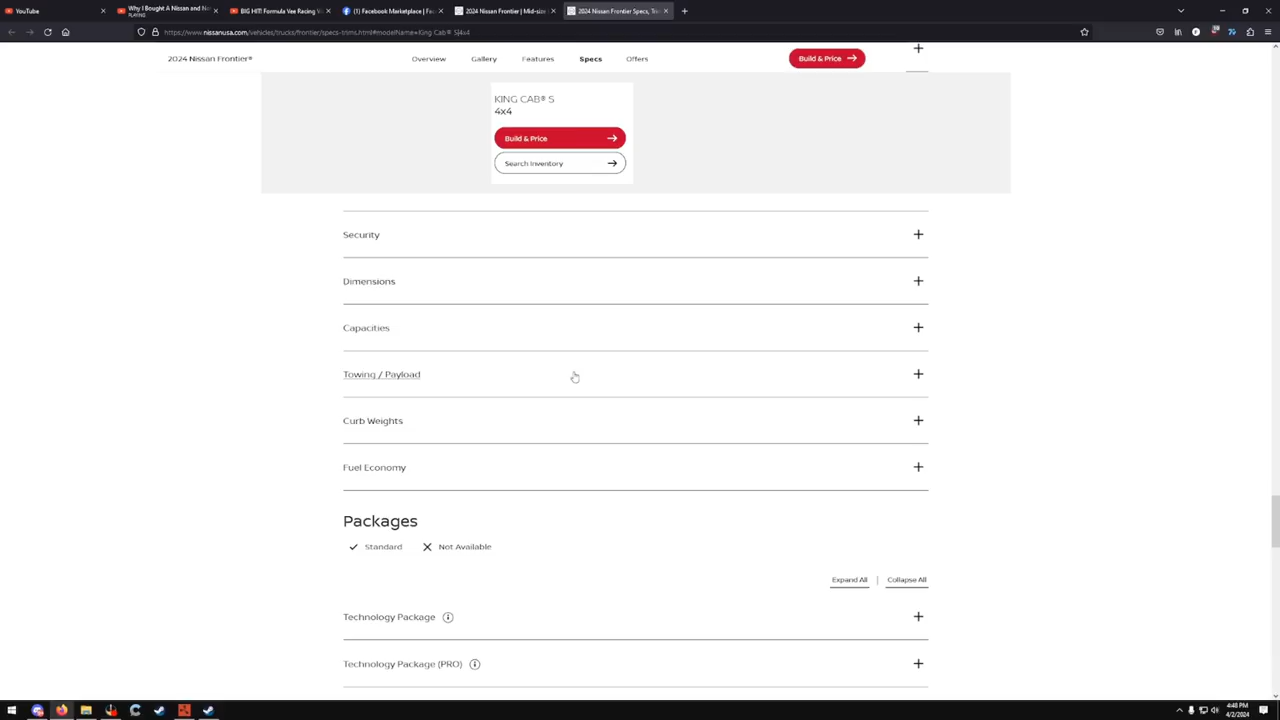 YouTube
Why I Bought A Nissan and No
PLAYING
BIG HIT! Formula Vee Racing V
(1) Facebook Marketplace | Fac
2024 Nissan Frontier | Mid-size
2024 Nissan Frontier Specs, Tri
https://www.nissanusa.com/vehicles/trucks/frontier/specs-trims.html#modelName=King Cab® S|4x4
2024 Nissan Frontier®
Overview
Gallery
Features
Specs
Offers
Build & Price
KING CAB® S
4x4
Build & Price
Search Inventory
Security
Dimensions
Capacities
Towing / Payload
Curb Weights
Fuel Economy
Packages
Standard
Not Available
Expand All | Collapse All
Technology Package
Technology Package (PRO)
4:48 PM
4/2/2024